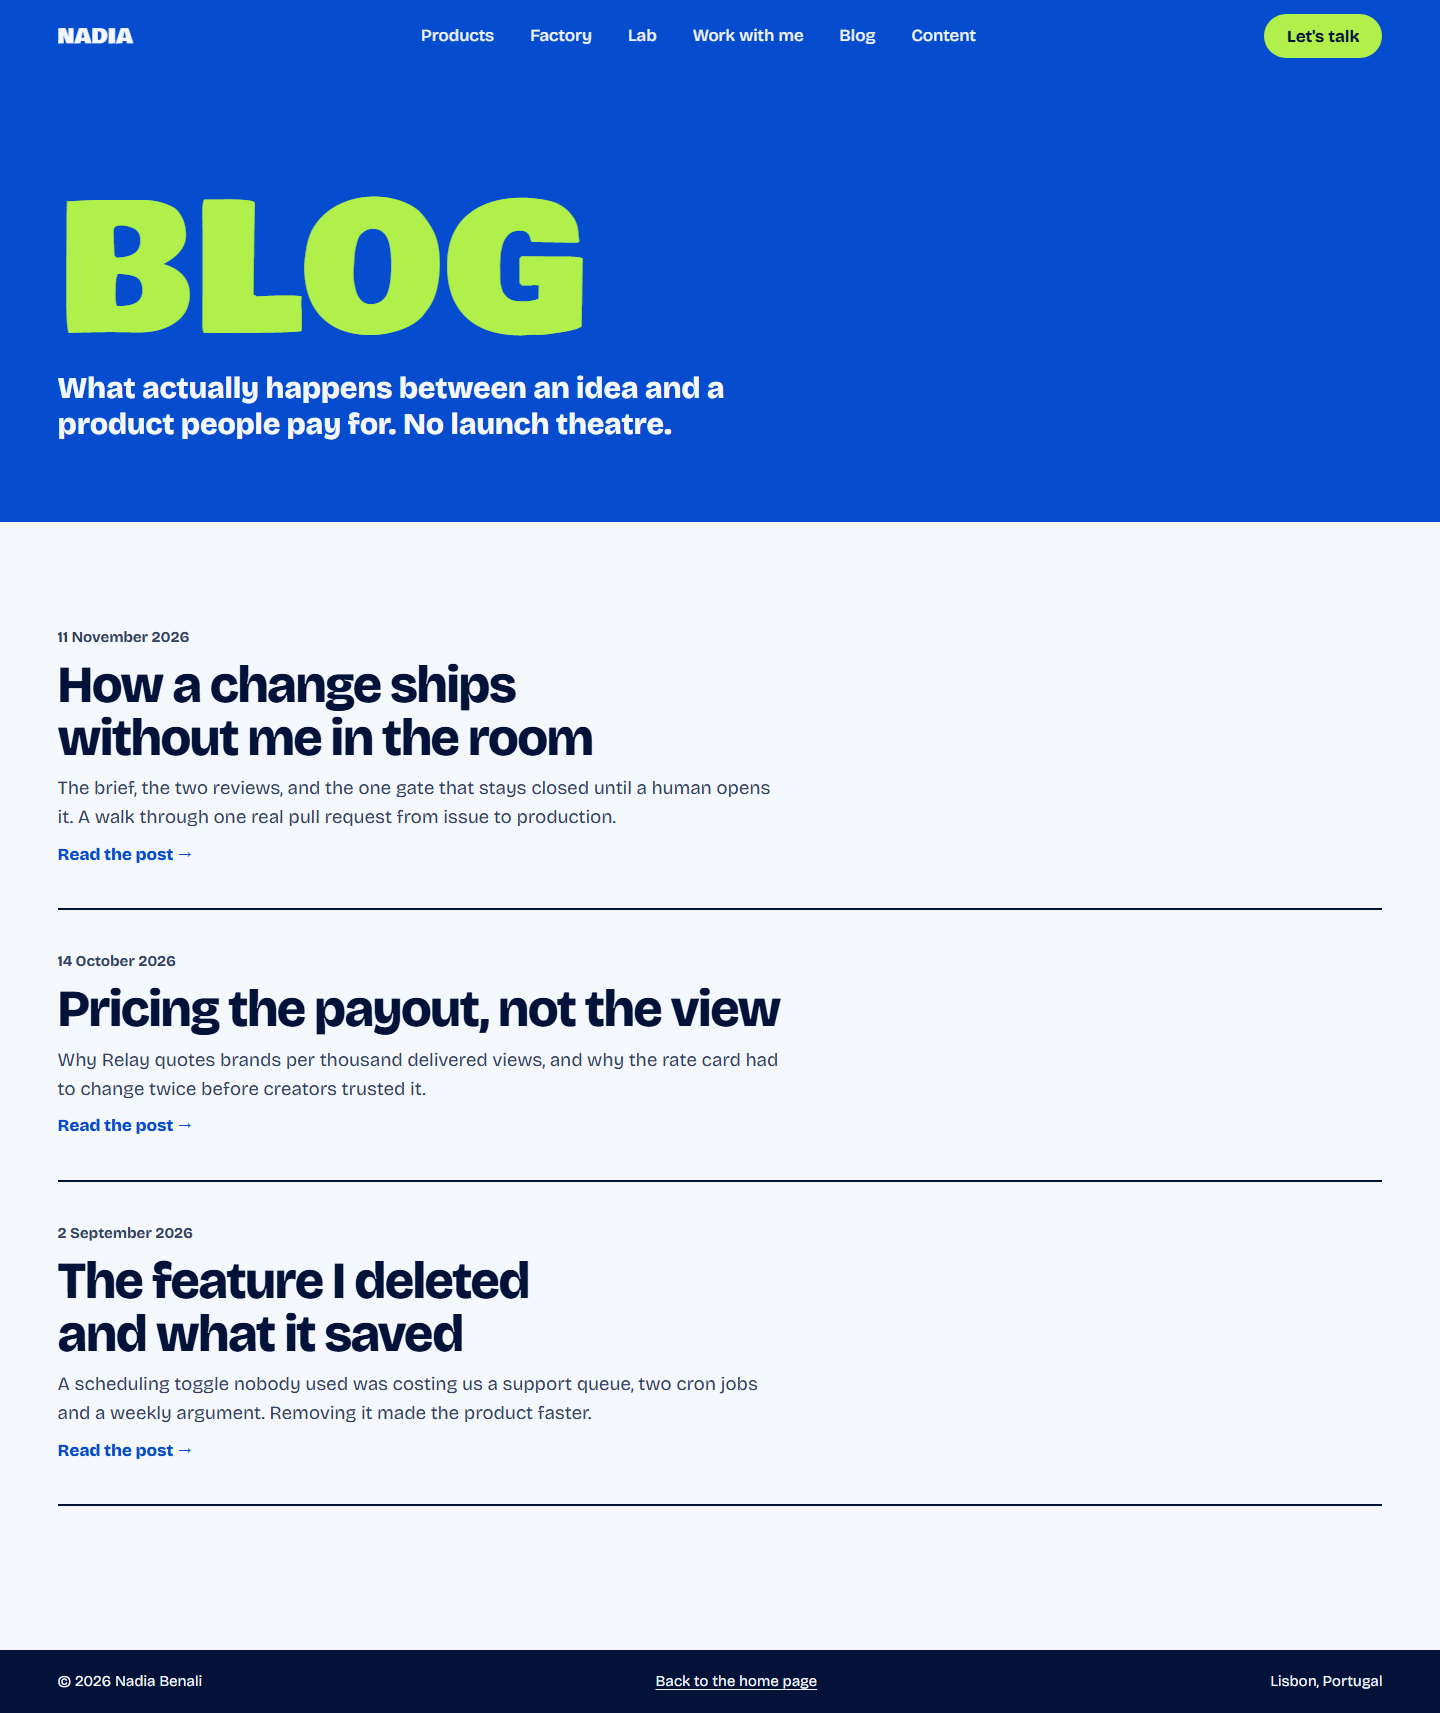 NADIA
Products
Factory
Lab
Work with me
Blog
Content
Let's talk
BLOG
What actually happens between an idea and a
product people pay for. No launch theatre.
11 November 2026
How a change ships
without me in the room
The brief, the two reviews, and the one gate that stays closed until a human opens
it. A walk through one real pull request from issue to production.
Read the post →
14 October 2026
Pricing the payout, not the view
Why Relay quotes brands per thousand delivered views, and why the rate card had
to change twice before creators trusted it.
Read the post →
2 September 2026
The feature I deleted
and what it saved
A scheduling toggle nobody used was costing us a support queue, two cron jobs
and a weekly argument. Removing it made the product faster.
Read the post →
© 2026 Nadia Benali
Back to the home page
Lisbon, Portugal